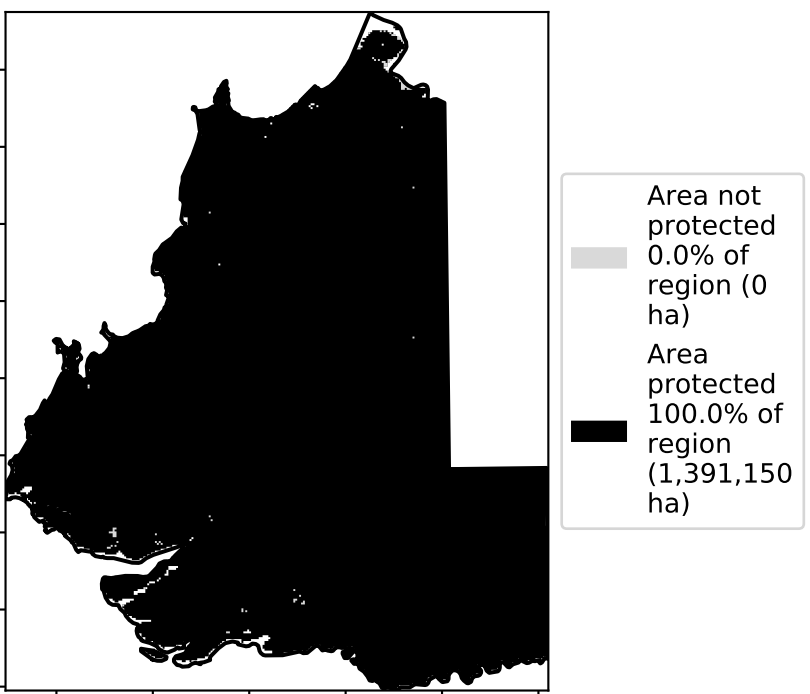 Area not
protected
0.0% of
region (0
ha)
Area
protected
100.0% of
region
(1,391,150
ha)